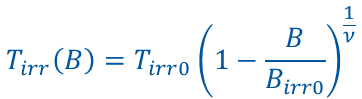 T_{irr}(B) = T_{irr0} \left( 1 - \frac{B}{B_{irr0}} \right)^{\frac{1}{\nu}}